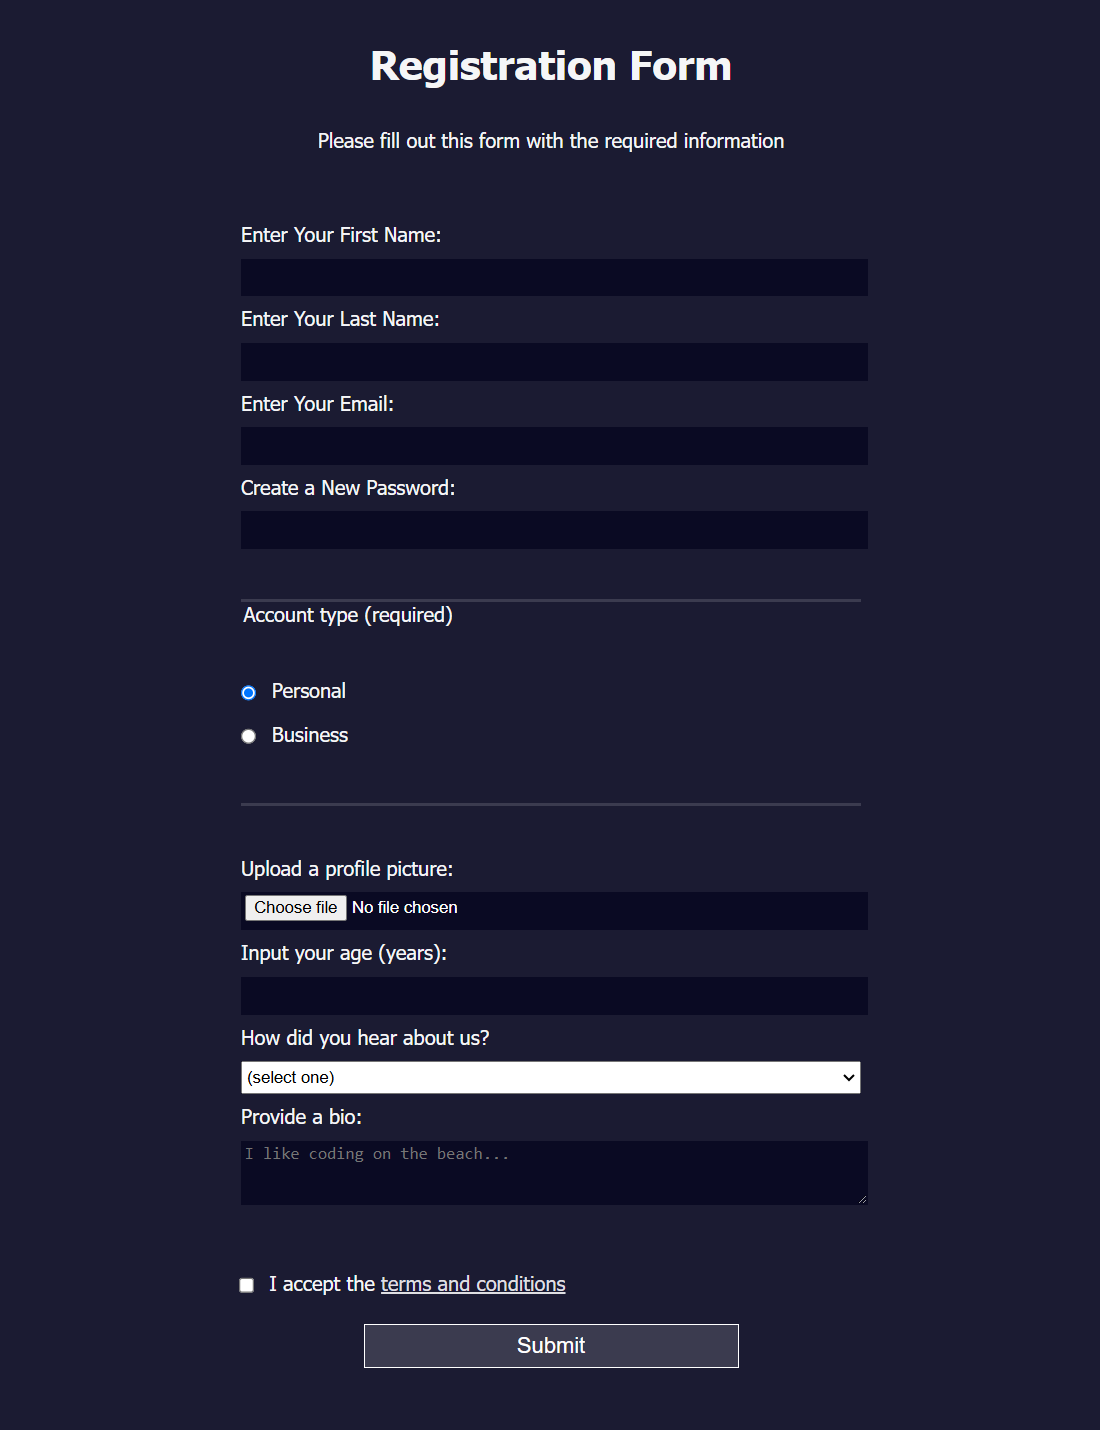 Registration Form
Please fill out this form with the required information
Enter Your First Name:
Enter Your Last Name:
Enter Your Email:
Create a New Password:
Account type (required)
Personal
Business
Upload a profile picture:
Choose file No file chosen
Input your age (years):
How did you hear about us?
(select one)
Provide a bio:
I like coding on the beach...
I accept the terms and conditions
Submit